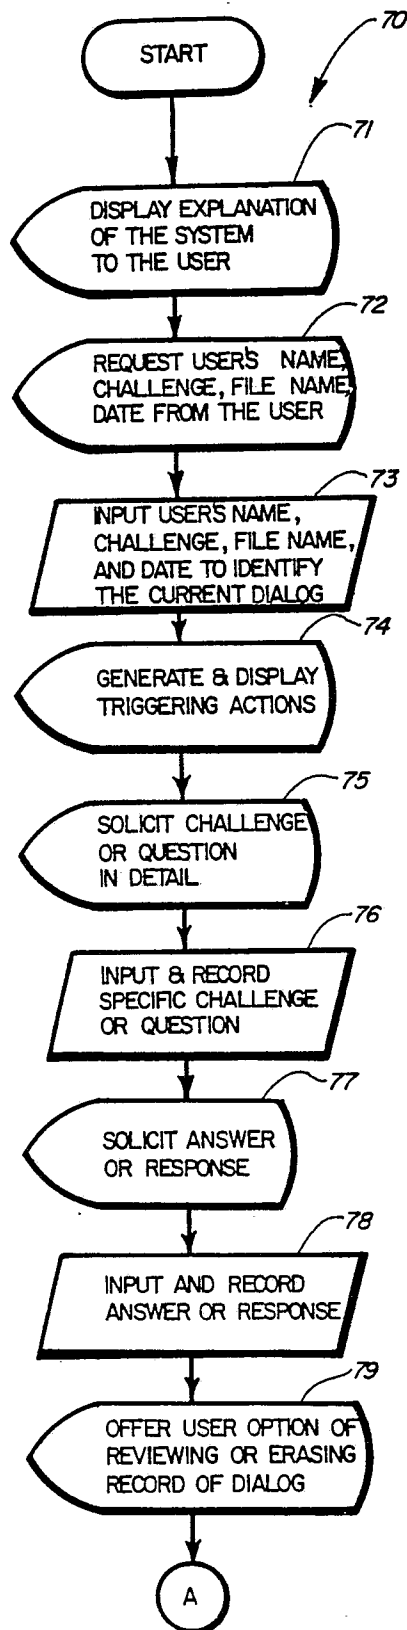 START
70
71
DISPLAY EXPLANATION
OF THE SYSTEM
TO THE USER
72
REQUEST USER'S NAME,
CHALLENGE, FILE NAME,
DATE FROM THE USER
73
INPUT USER'S NAME,
CHALLENGE, FILE NAME,
AND DATE TO IDENTIFY
THE CURRENT DIALOG
74
GENERATE & DISPLAY
TRIGGERING ACTIONS
75
SOLICIT CHALLENGE
OR QUESTION
IN DETAIL
76
INPUT & RECORD
SPECIFIC CHALLENGE
OR QUESTION
77
SOLICIT ANSWER
OR RESPONSE
78
INPUT AND RECORD
ANSWER OR RESPONSE
79
OFFER USER OPTION OF
REVIEWING OR ERASING
RECORD OF DIALOG
A